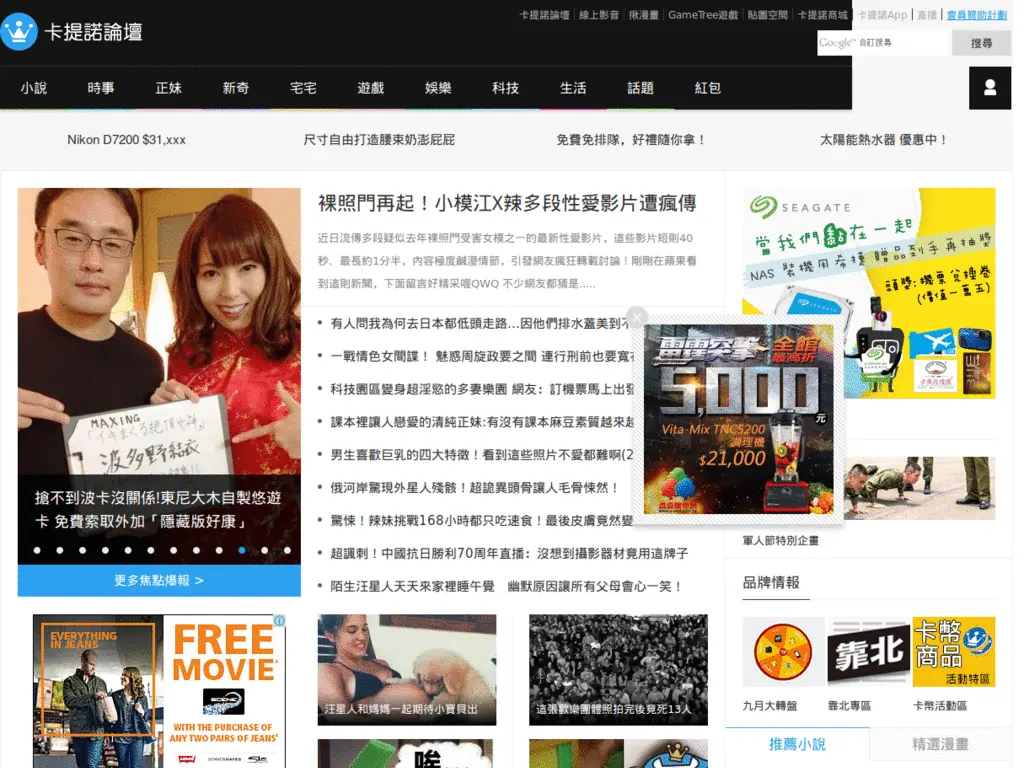 卡提諾論壇
卡提諾論壇
線上影音
揪漫畫
GameTree遊戲
貼圖空間
卡提諾商城
卡提諾App
直播
會員贊助計劃
Google™ 自訂搜尋
搜尋
小說
時事
正妹
新奇
宅宅
遊戲
娛樂
科技
生活
話題
紅包
Nikon D7200 $31,xxx
尺寸自由打造腰束奶澎屁屁
免費免排隊，好禮隨你拿！
太陽能熱水器 優惠中！
MAXING
波多野結衣
搶不到波卡沒關係!東尼大木自製悠遊
卡 免費索取外加「隱藏版好康」
更多焦點爆報 >
裸照門再起！小模江X辣多段性愛影片遭瘋傳
近日流傳多段疑似去年裸照門受害女模之一的最新性愛影片，這些影片短則40
秒、最長約1分半，內容極度鹹溼情節，引發網友瘋狂轉載討論！剛剛在蘋果看
到這則新聞，下面留言好精采喔QWQ 不少網友都猜是.....
有人問我為何去日本都低頭走路...因他們排水蓋美到不
一戰情色女間諜！ 魅惑周旋政要之間 連行刑前也要寬衣
科技園區變身超淫慾的多妻樂園 網友：訂機票馬上出發
課本裡讓人戀愛的清純正妹:有沒有課本麻豆素質越來越
男生喜歡巨乳的四大特徵！看到這些照片不愛都難啊(2
俄河岸驚現外星人殘骸！超詭異頭骨讓人毛骨悚然！
驚悚！辣妹挑戰168小時都只吃速食！最後皮膚竟然變
超諷刺！中國抗日勝利70周年直播：沒想到攝影器材竟用這牌子
陌生汪星人天天來家裡睡午覺　幽默原因讓所有父母會心一笑！
雷霆突擊
全館
最高折
5,000元
Vita-Mix TNC5200
調理機
$21,000
SEAGATE
當我們黏在一起
NAS 裝機用希捷 贈品到手再抽獎
頭獎:機票兌換卷
(價值一萬五)
軍人節特別企畫
品牌情報
靠北
卡幣
商品
活動特區
九月大轉盤
靠北專區
卡幣活動區
推薦小說
精選漫畫
EVERYTHING
IN JEANS
FREE
MOVIE^
SCENE
WITH THE PURCHASE OF
ANY TWO PAIRS OF JEANS*
汪星人和媽媽一起期待小寶貝出
這張歡樂團體照拍完後竟死13人
唉